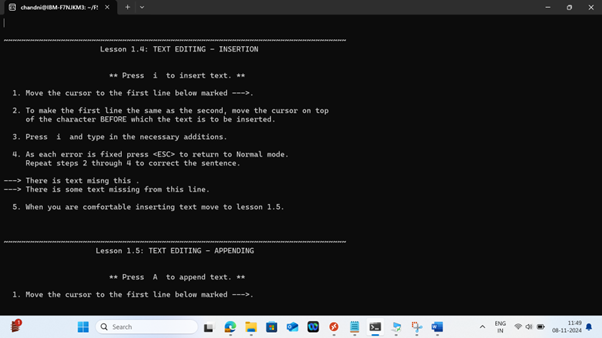 chandni@IBM-F7NJKM3: ~/FS
~~~~~~~~~~~~~~~~~~~~~~~~~~~~~~~~~~~~~~~~~~~~~~~~~~~~~~~~~~~~~~~~~~~~~~~~~~~~~~
Lesson 1.4: TEXT EDITING - INSERTION
** Press  i  to insert text. **
1. Move the cursor to the first line below marked --->.
2. To make the first line the same as the second, move the cursor on top
of the character BEFORE which the text is to be inserted.
3. Press  i  and type in the necessary additions.
4. As each error is fixed press <ESC> to return to Normal mode.
Repeat steps 2 through 4 to correct the sentence.
---> There is text misng this .
---> There is some text missing from this line.
5. When you are comfortable inserting text move to lesson 1.5.
~~~~~~~~~~~~~~~~~~~~~~~~~~~~~~~~~~~~~~~~~~~~~~~~~~~~~~~~~~~~~~~~~~~~~~~~~~~~~~
Lesson 1.5: TEXT EDITING - APPENDING
** Press  A  to append text. **
1. Move the cursor to the first line below marked --->.
Search
ENG
IN
11:49
08-11-2024